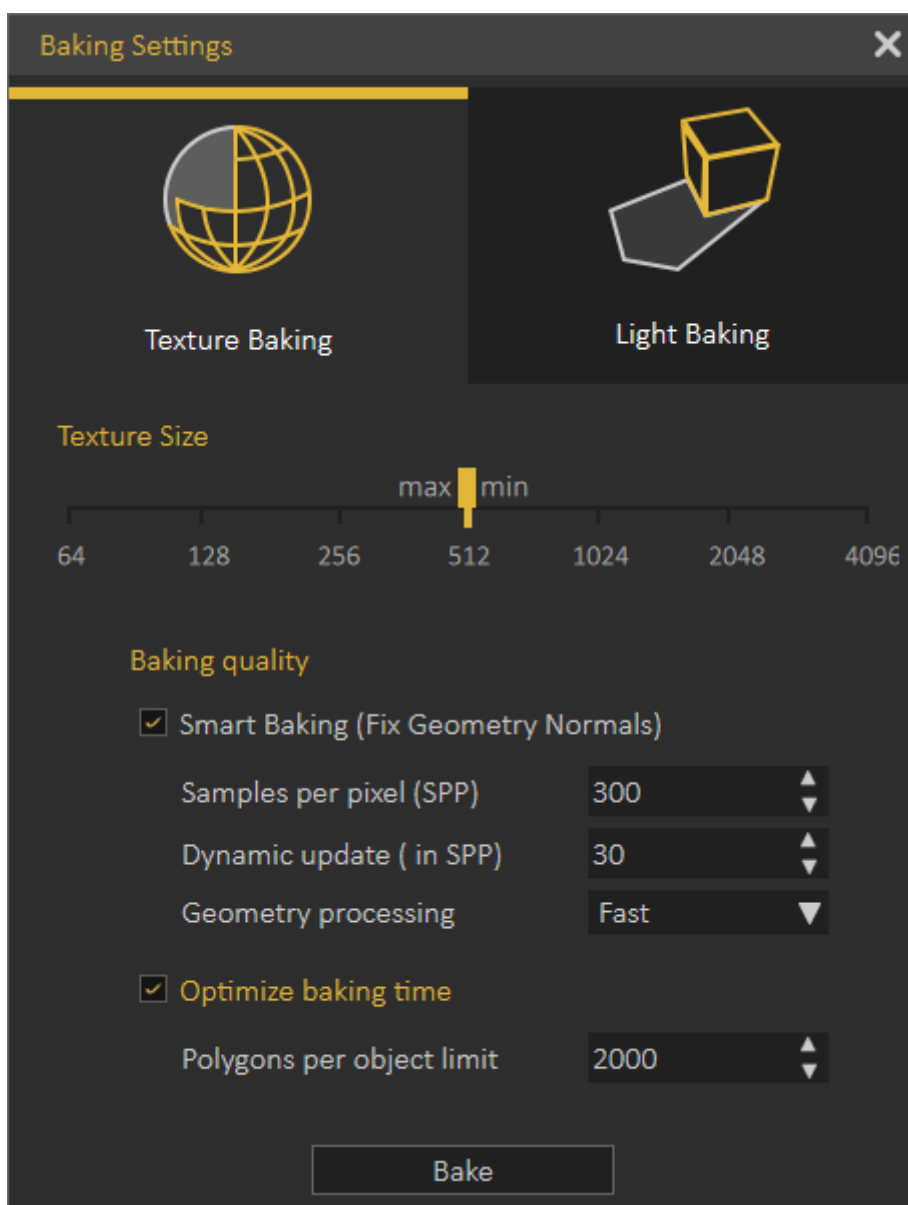 Baking Settings
Texture Baking
Light Baking
Texture Size
max min
64 128 256 512 1024 2048 4096
Baking quality
Smart Baking (Fix Geometry Normals)
Samples per pixel (SPP) 300
Dynamic update ( in SPP) 30
Geometry processing Fast
Optimize baking time
Polygons per object limit 2000
Bake